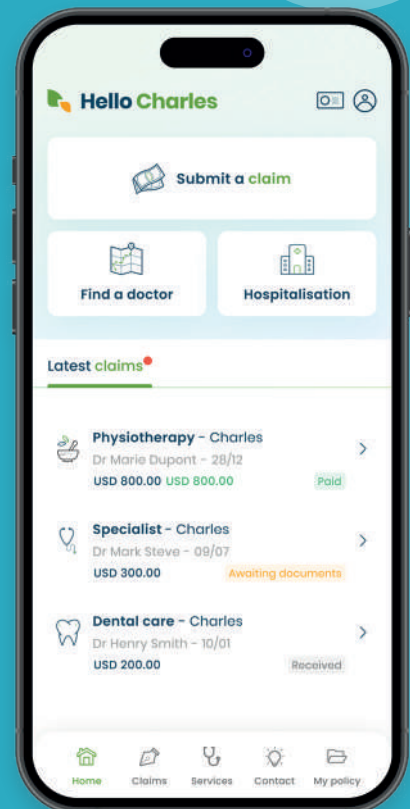 Hello Charles
Submit a claim
Find a doctor
Hospitalisation
Latest claims
Physiotherapy - Charles
Dr Marie Dupont - 28/12
USD 800.00 USD 800.00
Paid
Specialist - Charles
Dr Mark Steve - 09/07
USD 300.00
Awaiting documents
Dental care - Charles
Dr Henry Smith - 10/01
USD 200.00
Received
Home
Claims
Services
Contact
My policy